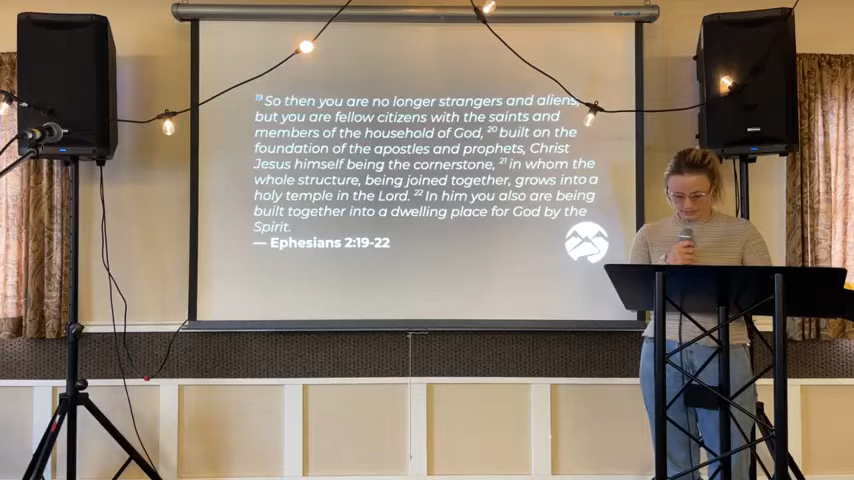 19 So then you are no longer strangers and aliens,
but you are fellow citizens with the saints and
members of the household of God, 20 built on the
foundation of the apostles and prophets, Christ
Jesus himself being the cornerstone, 21 in whom the
whole structure, being joined together, grows into a
holy temple in the Lord. 22 In him you also are being
built together into a dwelling place for God by the
Spirit.
— Ephesians 2:19-22